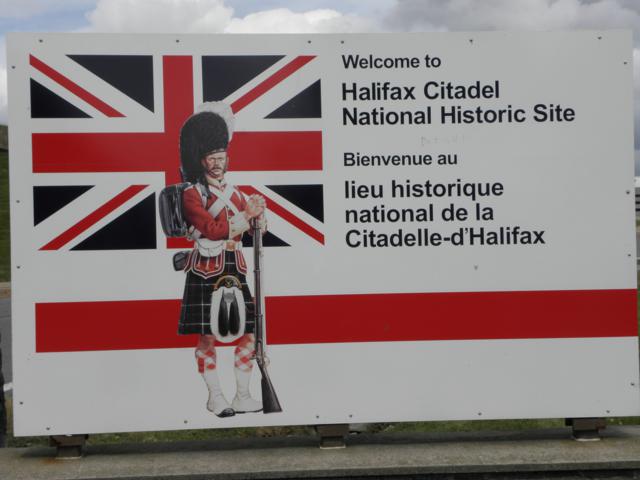 Welcome to
Halifax Citadel
National Historic Site
Bienvenue au
lieu historique
national de la
Citadelle-d'Halifax